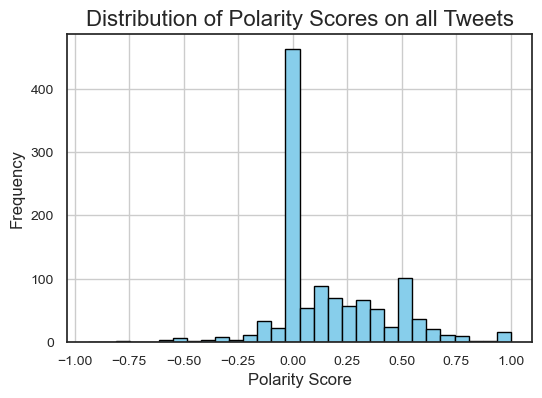 Distribution of Polarity Scores on all Tweets
Frequency
400
300
200
100
0
−1.00 −0.75 −0.50 −0.25 0.00 0.25 0.50 0.75 1.00
Polarity Score